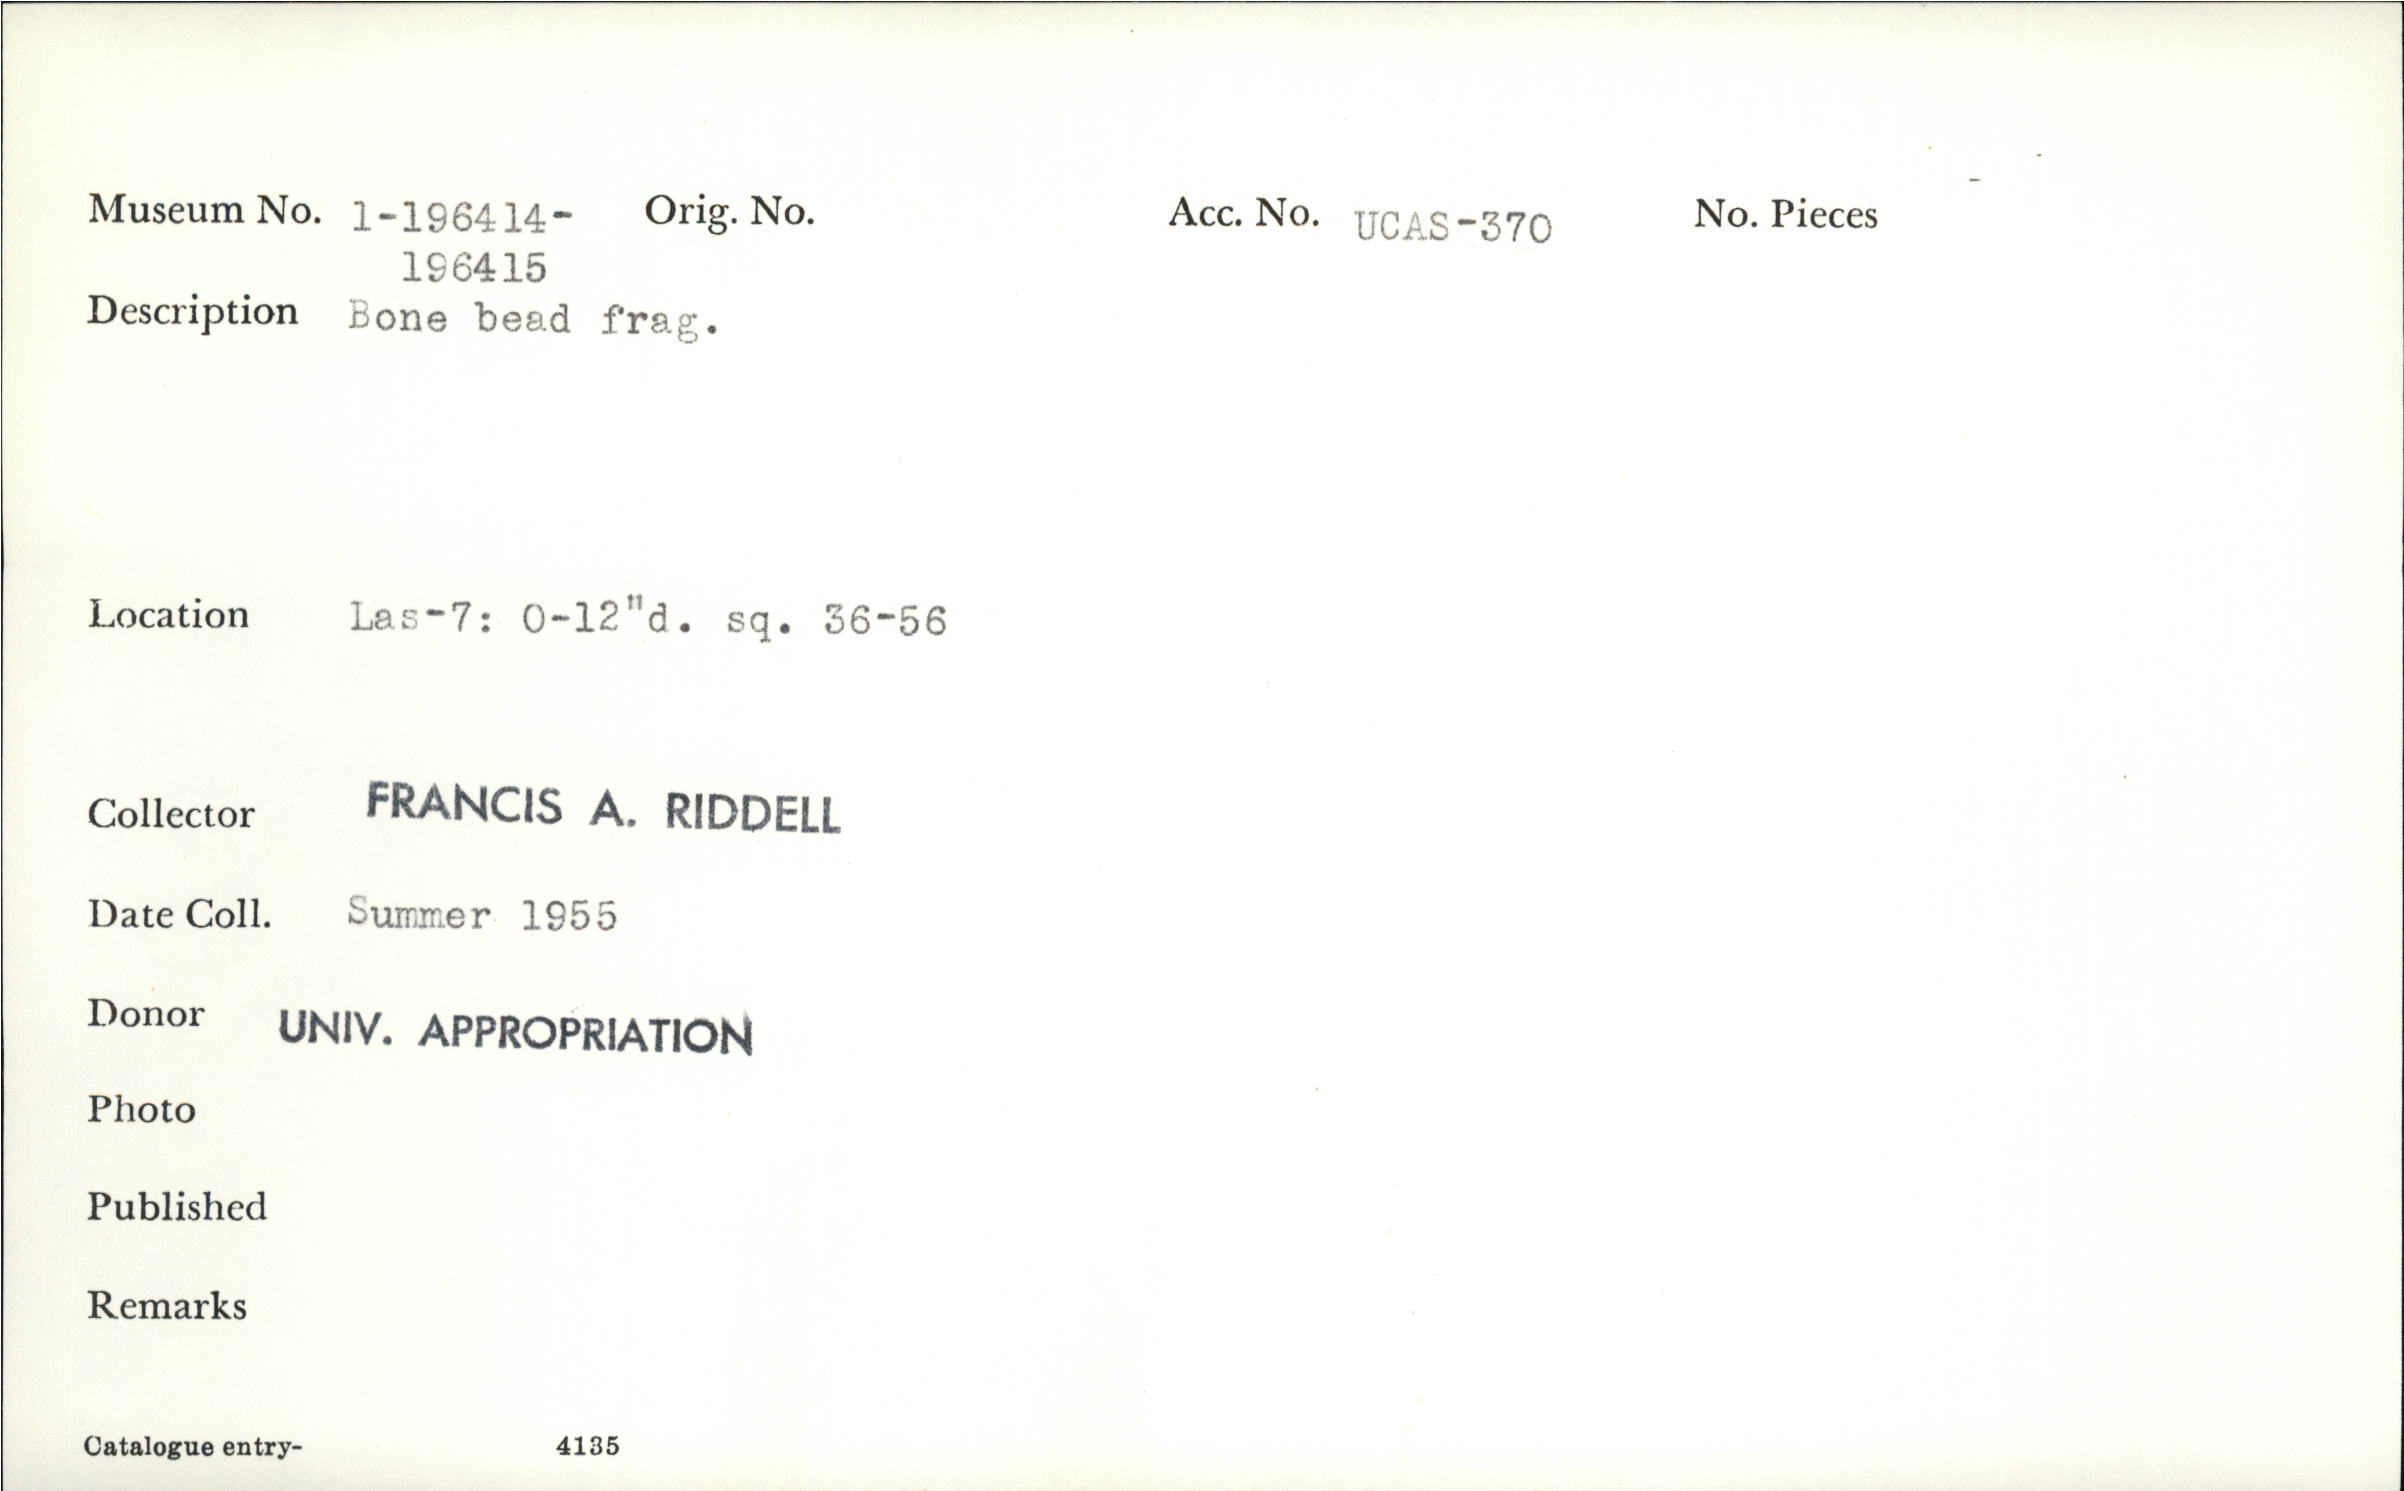 Museum No. 1-196414- Orig. No. Acc. No. UCAS-370 No. Pieces
196415
Description Bone bead frag.
Location Las-7: 0-12"d. sq. 36-56
Collector FRANCIS A. RIDDELL
Date Coll. Summer 1955
Donor UNIV. APPROPRIATION
Photo
Published
Remarks
Catalogue entry- 4135